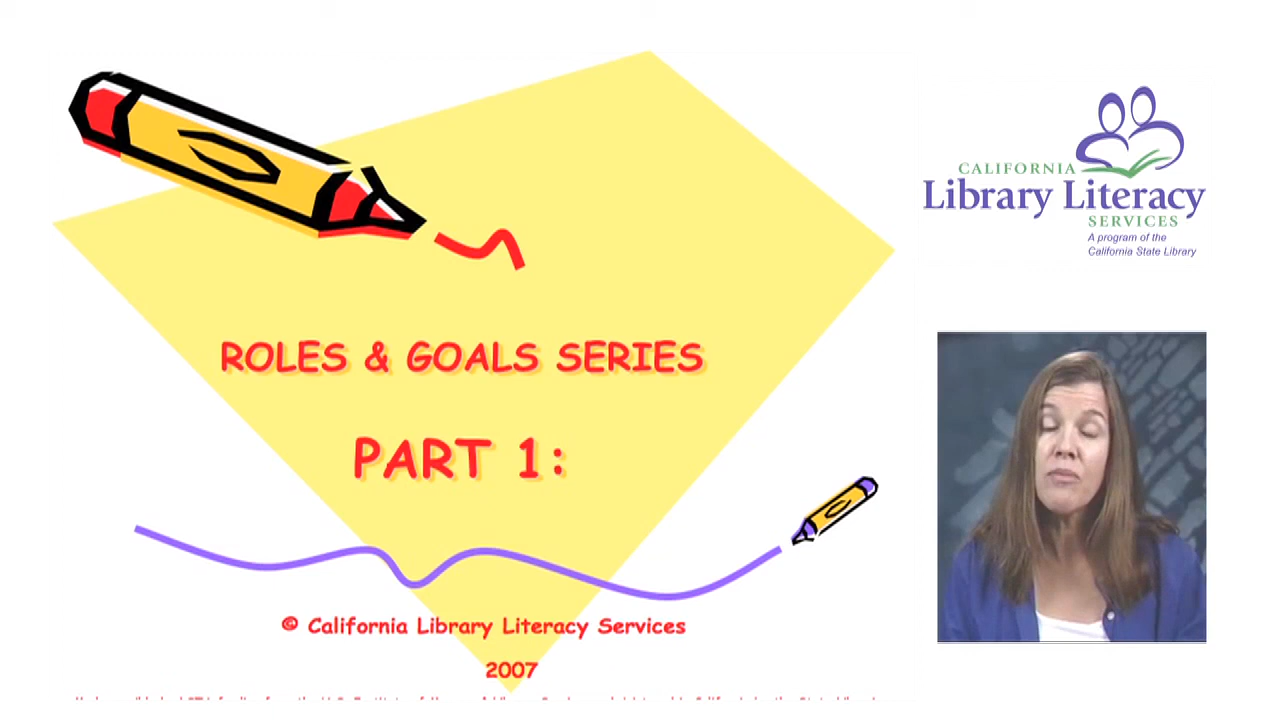 ROLES & GOALS SERIES
PART 1:
© California Library Literacy Services
2007
CALIFORNIA
Library Literacy
SERVICES
A program of the
California State Library